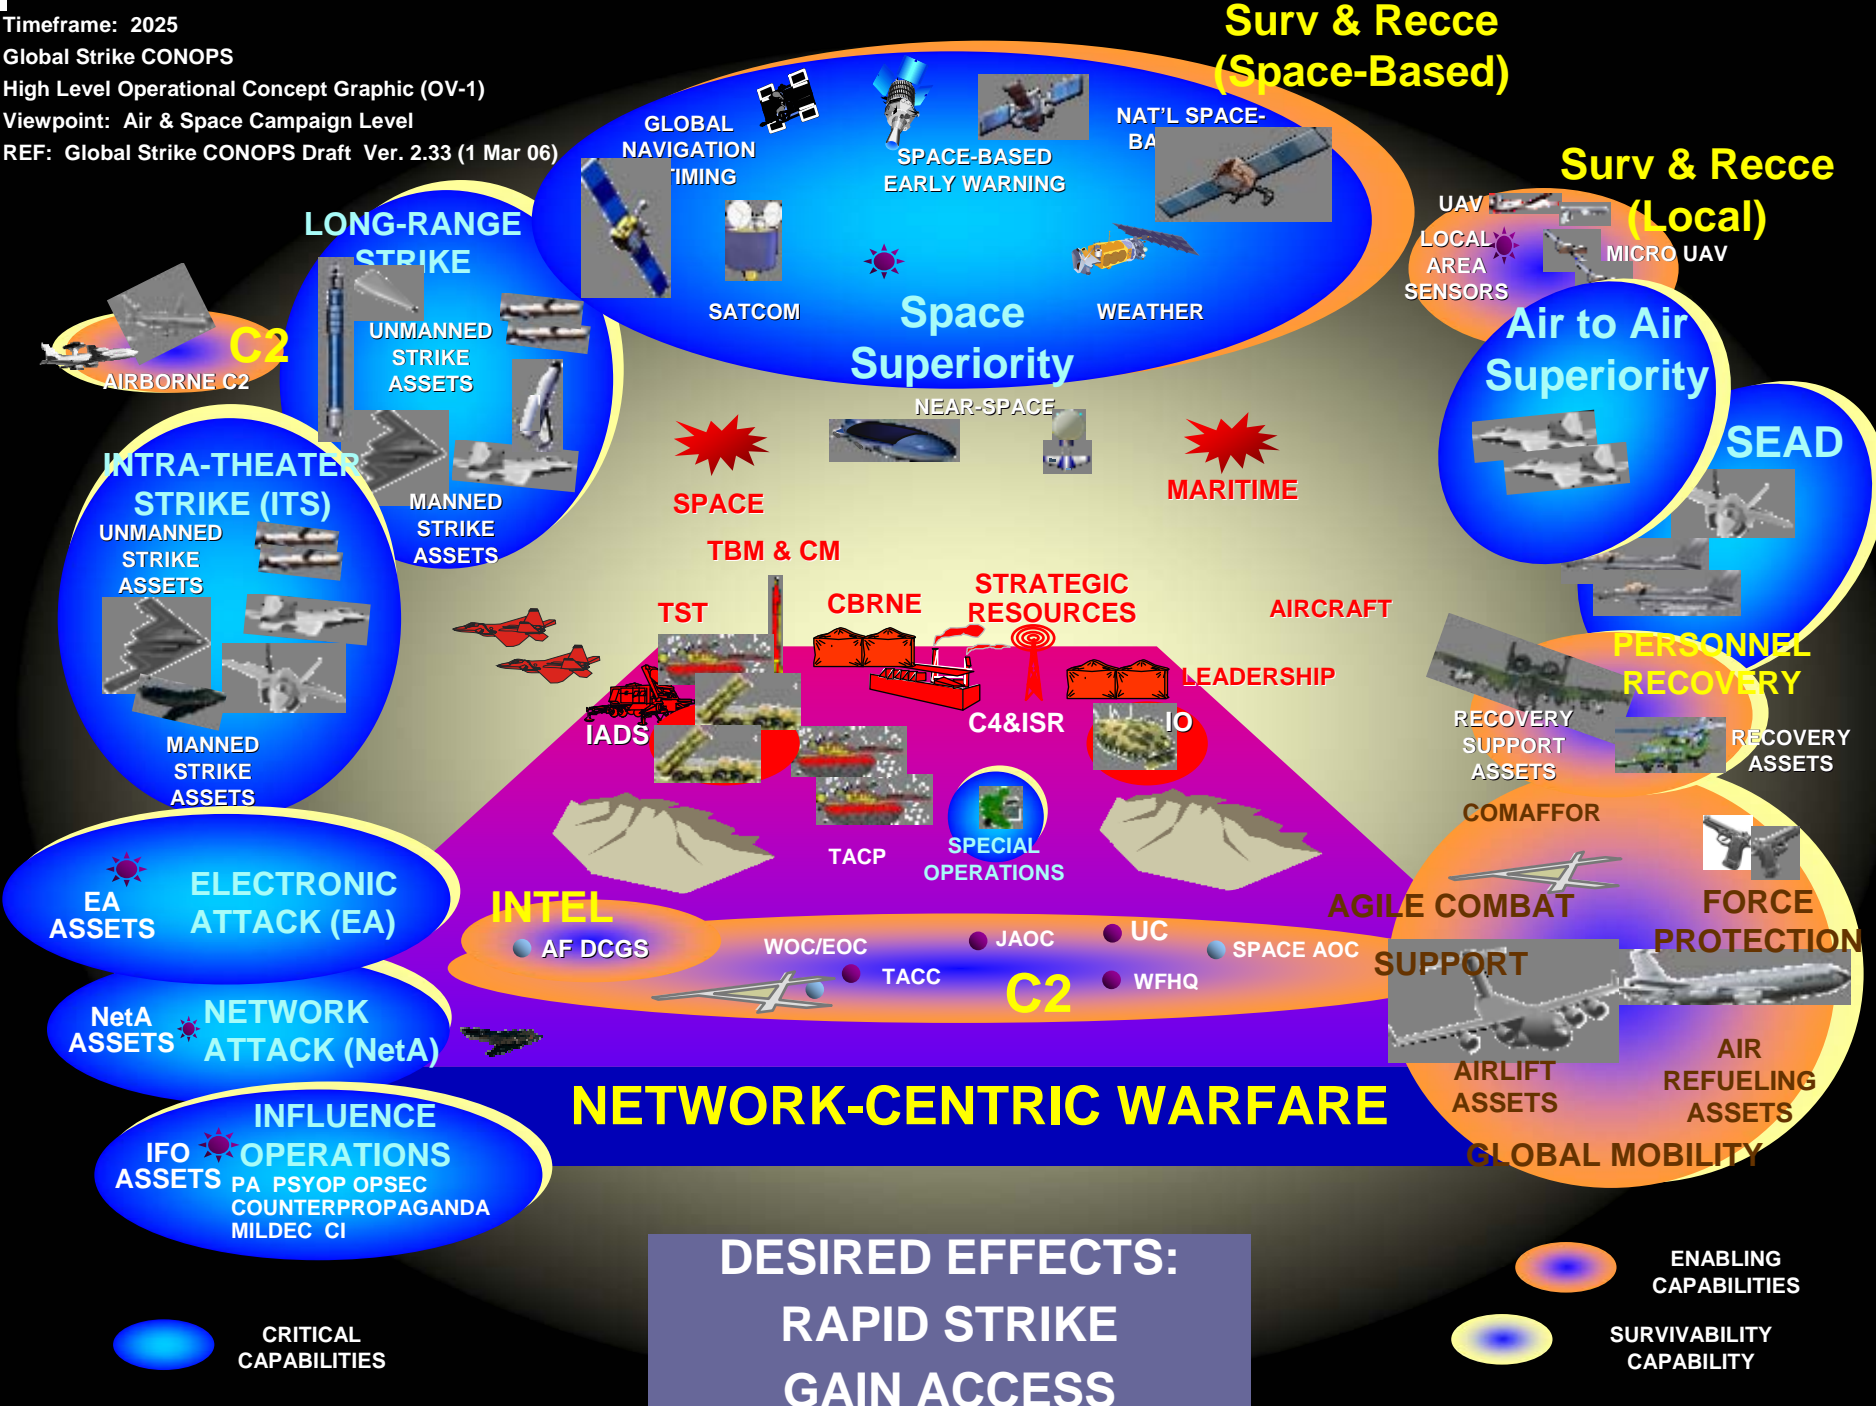 Timeframe: 2025
Global Strike CONOPS
High Level Operational Concept Graphic (OV-1)
Viewpoint: Air & Space Campaign Level
REF: Global Strike CONOPS Draft Ver. 2.33 (1 Mar 06)
Surv & Recce
(Space-Based)
GLOBAL
NAVIGATION
TIMING
SPACE-BASED
EARLY WARNING
NAT'L SPACE-
SATCOM
WEATHER
Space
Superiority
NEAR-SPACE
Surv & Recce
(Local)
UAV
LOCAL
AREA
SENSORS
MICRO UAV
LONG-RANGE
STRIKE
UNMANNED
STRIKE
ASSETS
MANNED
STRIKE
ASSETS
C2
AIRBORNE C2
Air to Air
Superiority
SEAD
INTRA-THEATER
STRIKE (ITS)
UNMANNED
STRIKE
ASSETS
MANNED
STRIKE
ASSETS
SPACE
MARITIME
TBM & CM
TST
CBRNE
STRATEGIC
RESOURCES
AIRCRAFT
LEADERSHIP
IADS
C4&ISR
IO
PERSONNEL
RECOVERY
RECOVERY
SUPPORT
ASSETS
RECOVERY
ASSETS
TACP
SPECIAL
OPERATIONS
COMAFFOR
AGILE COMBAT
SUPPORT
FORCE
PROTECTION
AIRLIFT
ASSETS
AIR
REFUELING
ASSETS
GLOBAL MOBILITY
EA
ASSETS
ELECTRONIC
ATTACK (EA)
INTEL
AF DCGS
WOC/EOC
TACC
JAOC
UC
C2
WFHQ
SPACE AOC
NetA
ASSETS
NETWORK
ATTACK (NetA)
NETWORK-CENTRIC WARFARE
IFO
ASSETS
INFLUENCE
OPERATIONS
PA PSYOP OPSEC
COUNTERPROPAGANDA
MILDEC CI
DESIRED EFFECTS:
RAPID STRIKE
GAIN ACCESS
CRITICAL
CAPABILITIES
ENABLING
CAPABILITIES
SURVIVABILITY
CAPABILITY